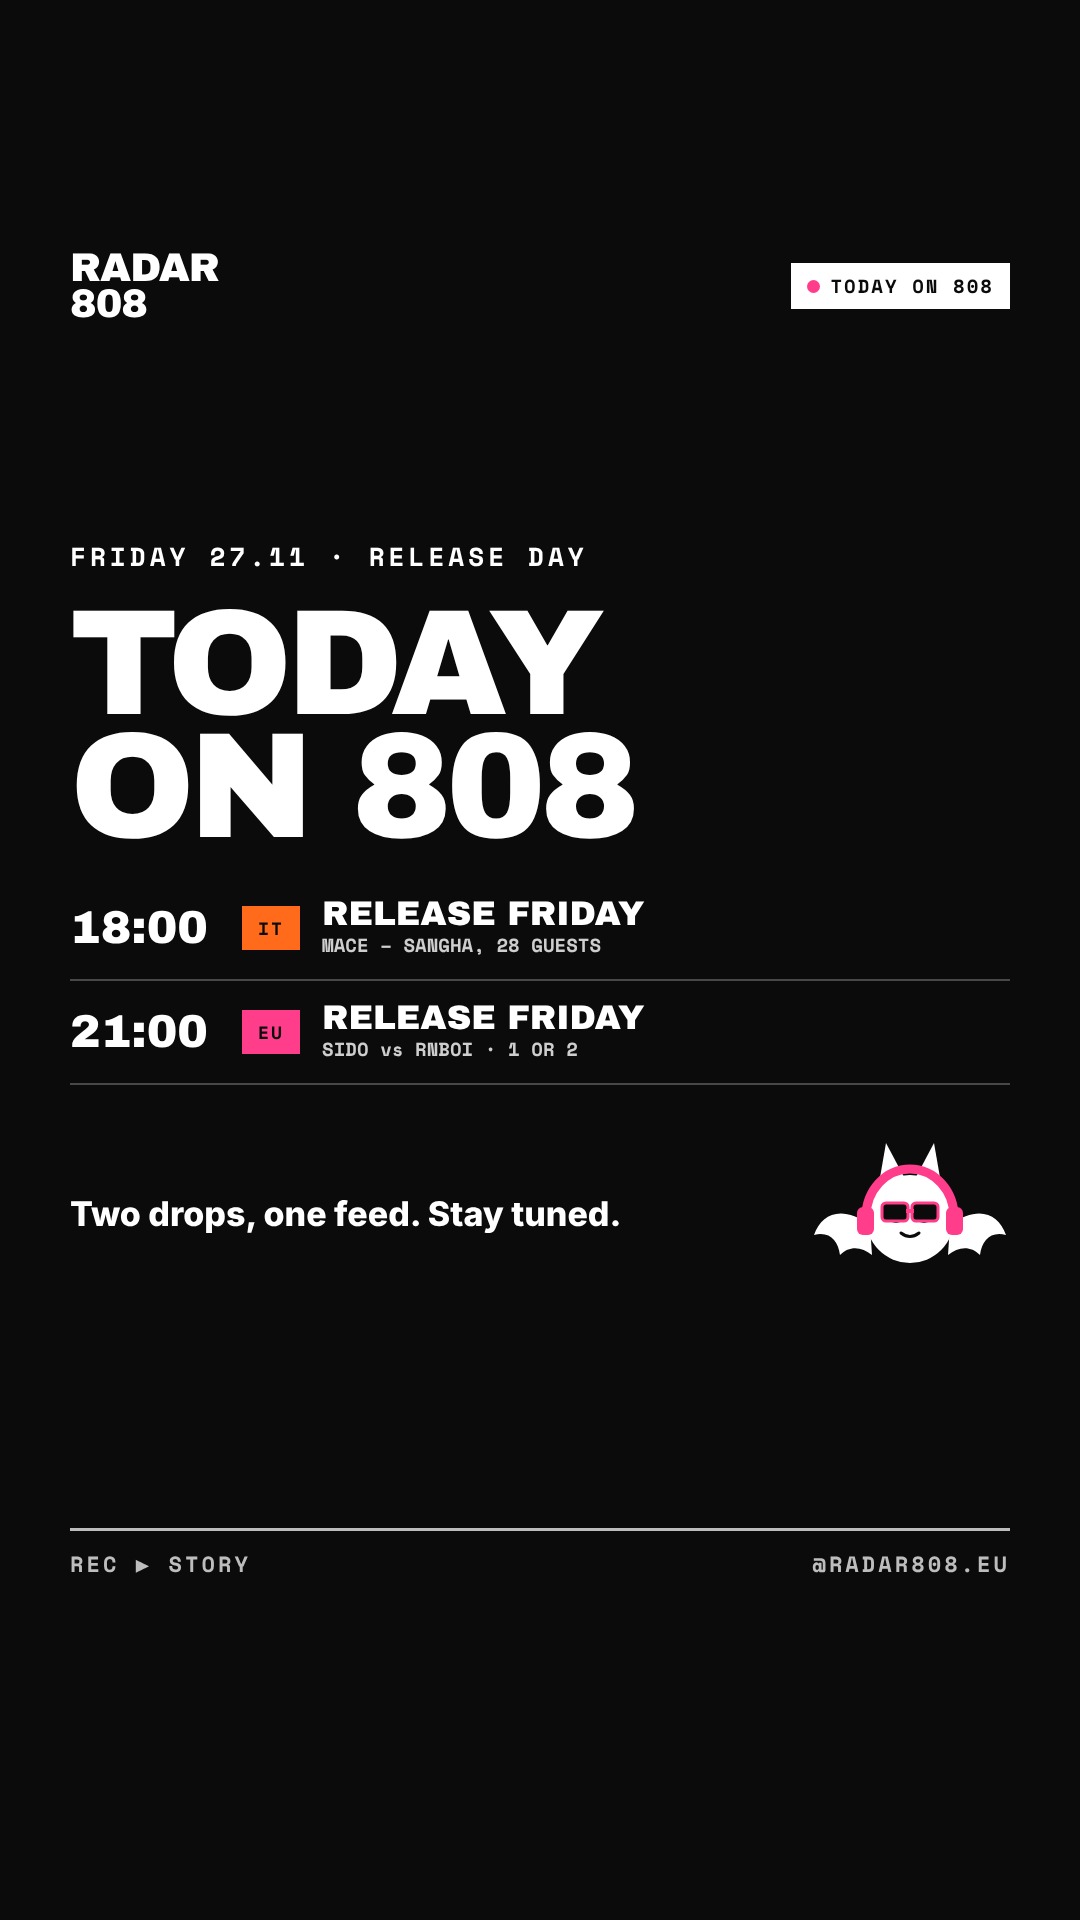 RADAR
808
TODAY ON 808
FRIDAY 27.11 · RELEASE DAY
TODAY
ON 808
18:00 IT RELEASE FRIDAY
MACE – SANGHA, 28 GUESTS
21:00 EU RELEASE FRIDAY
SIDO vs RNBOI · 1 OR 2
Two drops, one feed. Stay tuned.
REC ▶ STORY
@RADAR808.EU